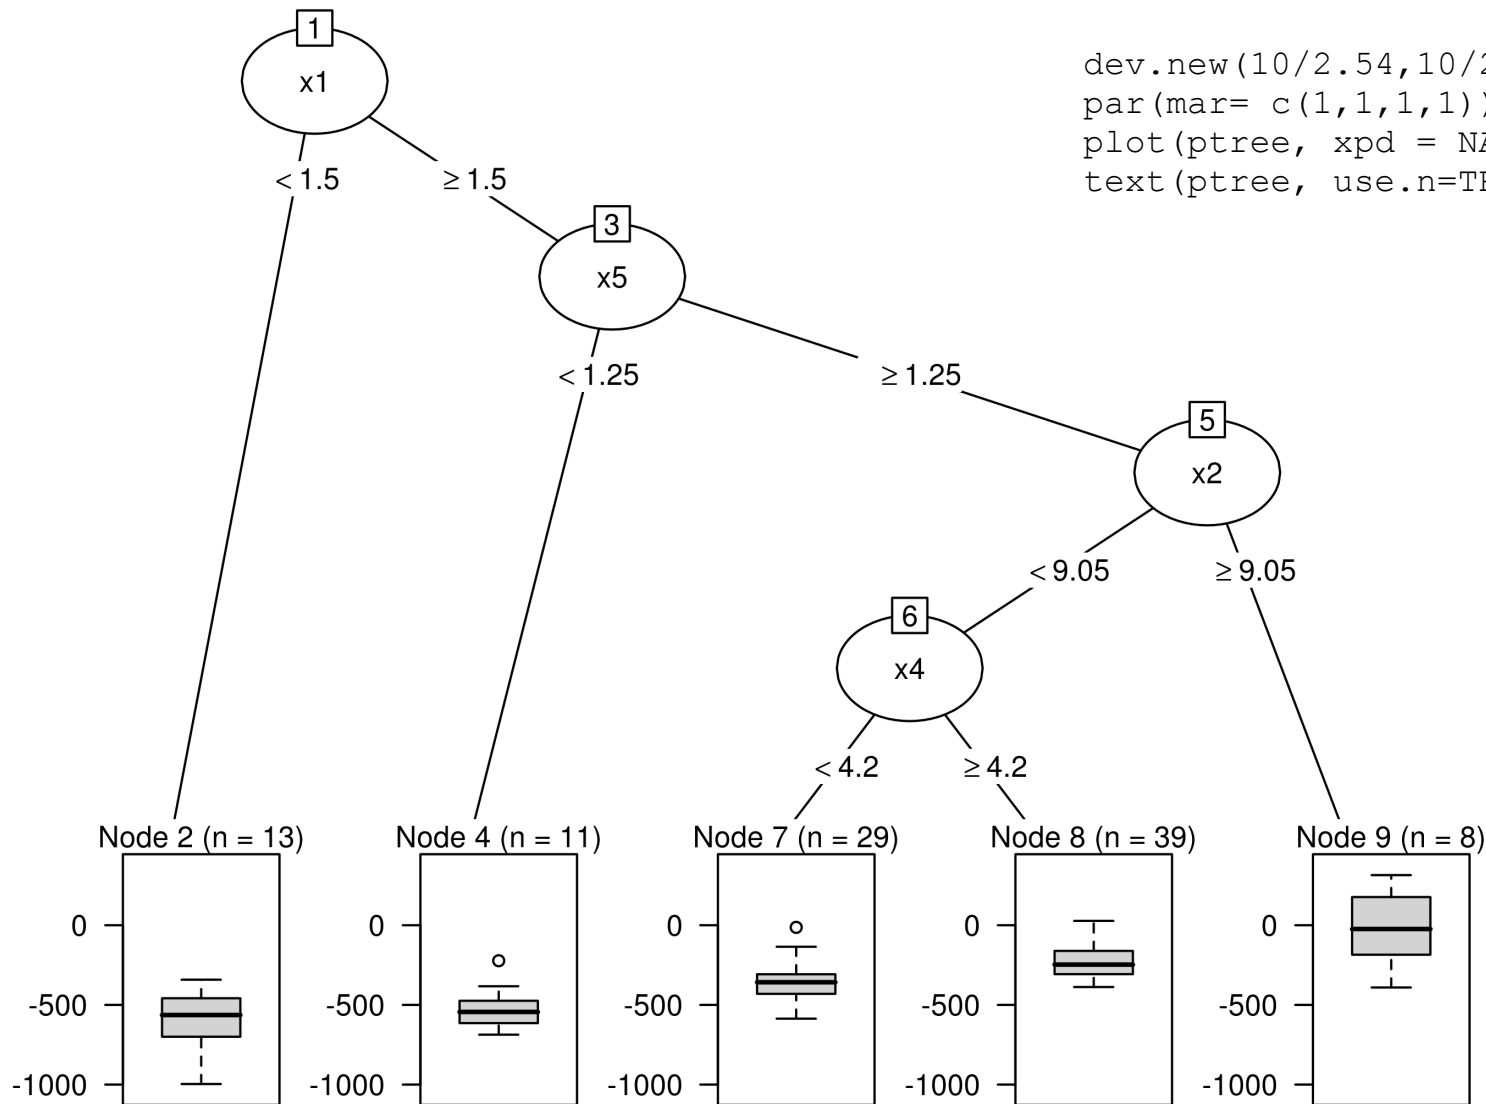 1
x1
dev.new(10/2.54,10/2
par(mar= c(1,1,1,1))
plot(ptree, xpd = NA
text(ptree, use.n=TR
< 1.5
≥ 1.5
3
x5
< 1.25
≥ 1.25
5
x2
< 9.05
≥ 9.05
6
x4
< 4.2
≥ 4.2
Node 2 (n = 13)
Node 4 (n = 11)
Node 7 (n = 29)
Node 8 (n = 39)
Node 9 (n = 8)
0
-500
-1000
0
-500
-1000
0
-500
-1000
0
-500
-1000
0
-500
-1000